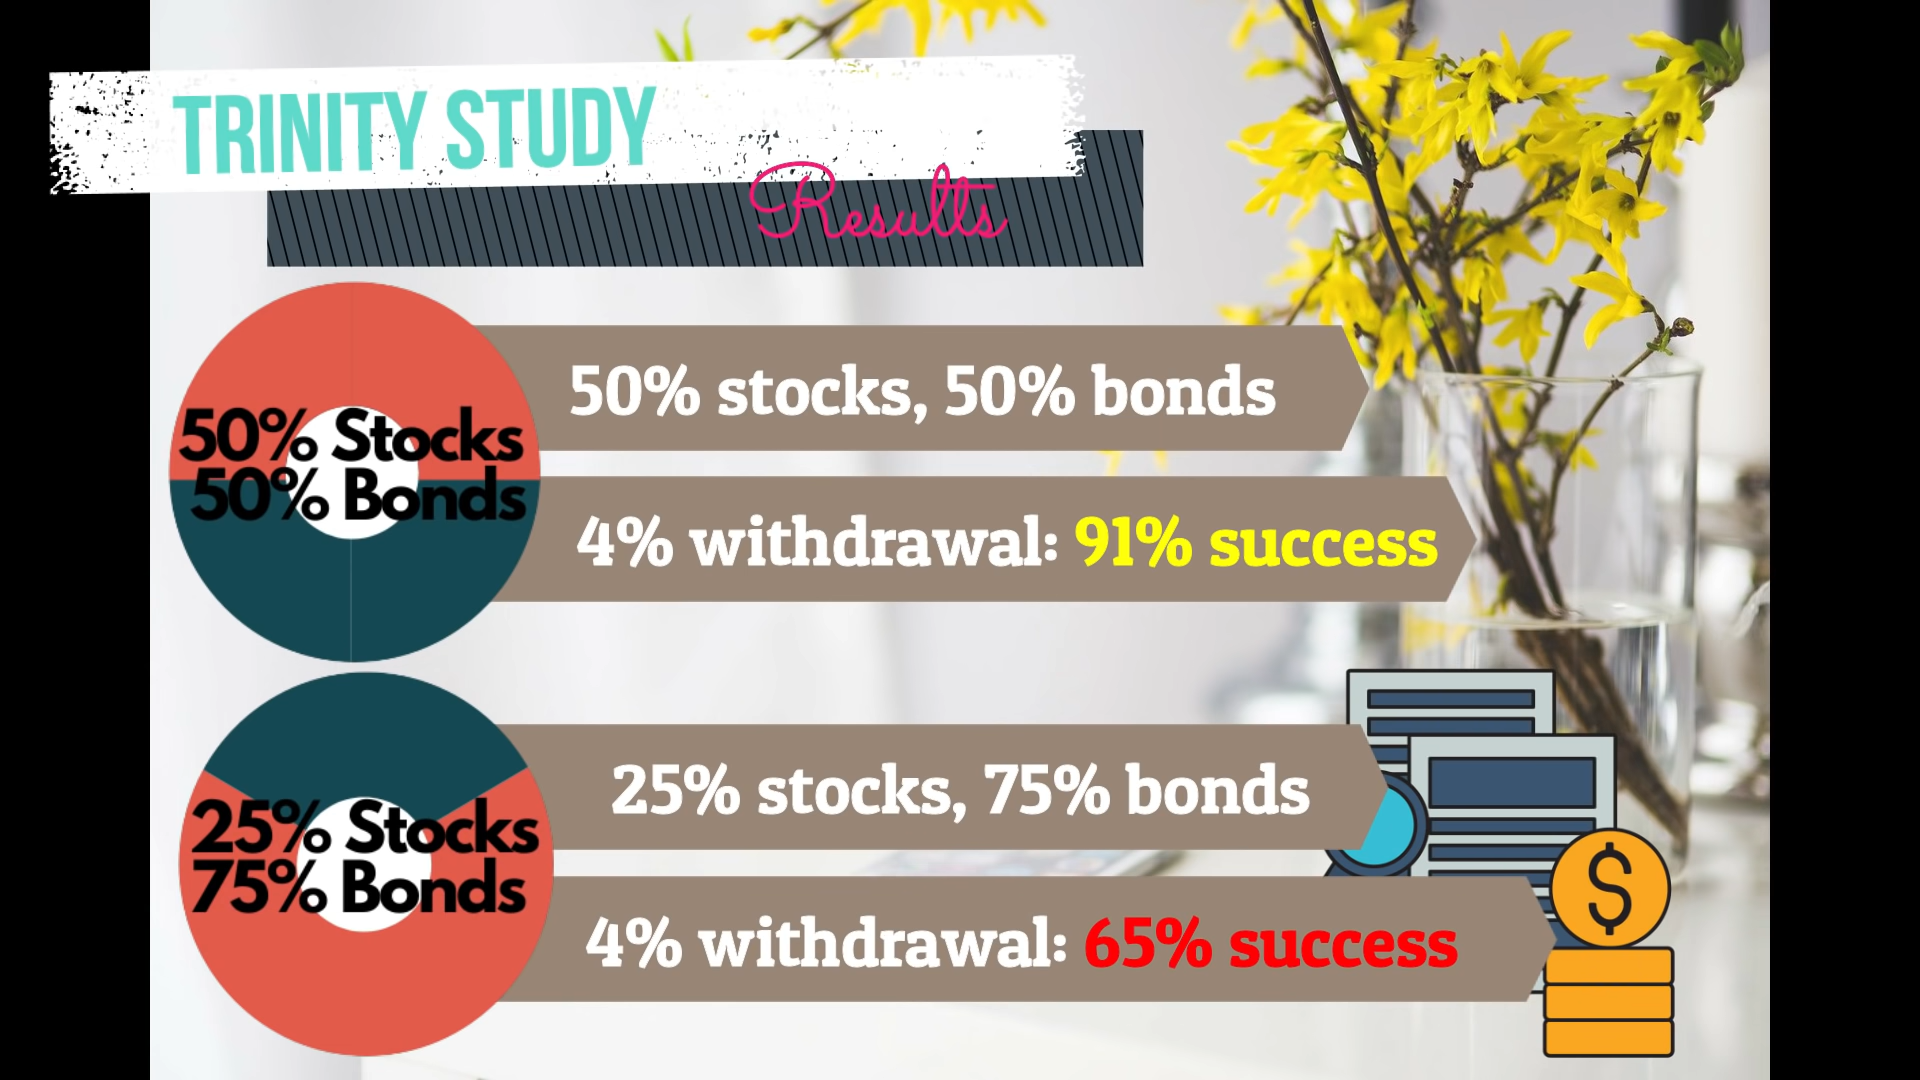 TRINITY STUDY
Results
50% Stocks
50% Bonds
50% stocks, 50% bonds
4% withdrawal: 91% success
25% Stocks
75% Bonds
25% stocks, 75% bonds
4% withdrawal: 65% success
$